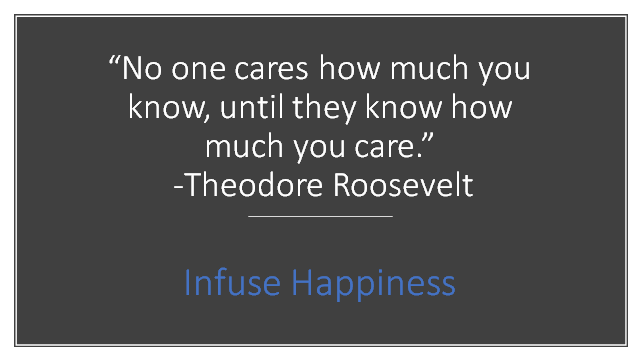 “No one cares how much you
know, until they know how
much you care.”
-Theodore Roosevelt
Infuse Happiness